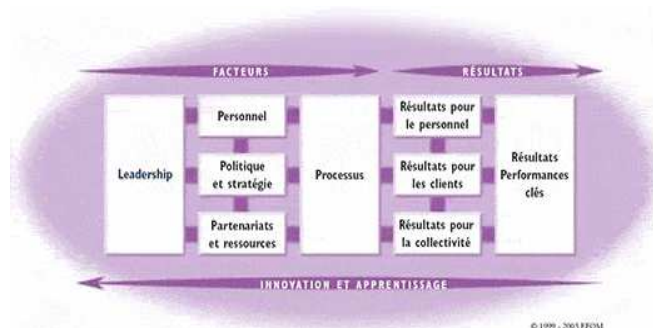 FACTEURS
RÉSULTATS
Leadership
Personnel
Politique
et stratégie
Partenariats
et ressources
Processus
Résultats pour
le personnel
Résultats pour
les clients
Résultats pour
la collectivité
Résultats
Performances
clés
INNOVATION ET APPRENTISSAGE
© 1999 - 2003 EFQM